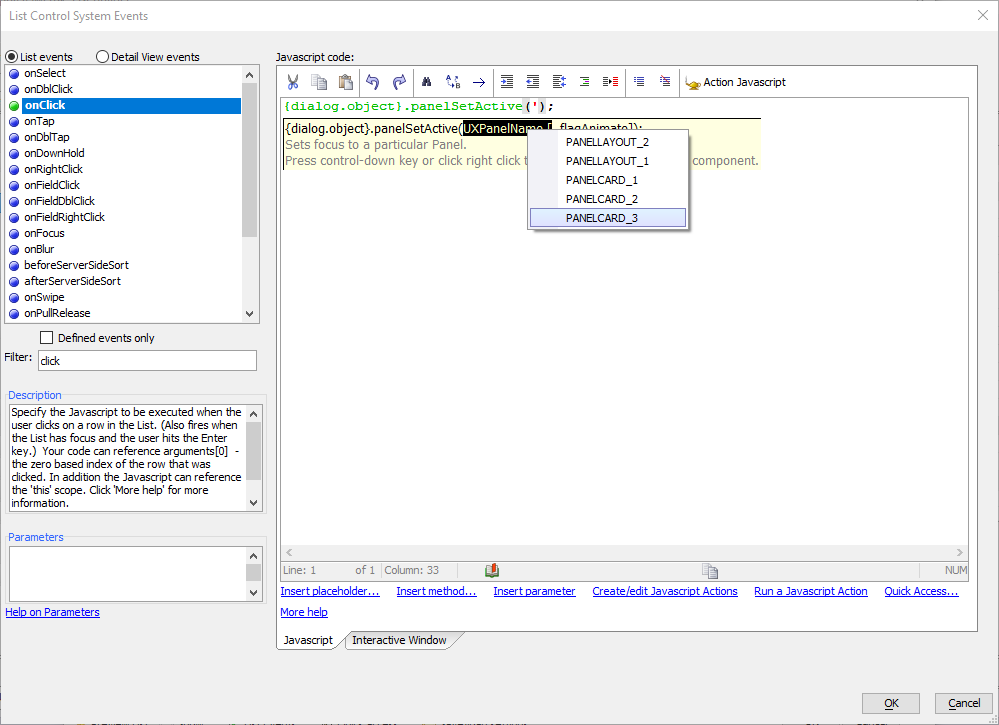 List Control System Events
List events
Detail View events
onSelect
onDblClick
onClick
onTap
onDblTap
onDownHold
onRightClick
onFieldClick
onFieldDblClick
onFieldRightClick
onFocus
onBlur
beforeServerSideSort
afterServerSideSort
onSwipe
onPullRelease
Defined events only
Filter:
click
Description
Specify the Javascript to be executed when the
user clicks on a row in the List. (Also fires when
the List has focus and the user hits the Enter
key.) Your code can reference arguments[0] -
the zero based index of the row that was
clicked. In addition the Javascript can reference
the 'this' scope. Click 'More help' for more
information.
Parameters
Help on Parameters
Javascript code:
Action Javascript
{dialog.object}.panelSetActive(');
{dialog.object}.panelSetActive(UXPanelName [, flagAnimate]);
Sets focus to a particular Panel.
Press control-down key or click right click t component.
PANELLAYOUT_2
PANELLAYOUT_1
PANELCARD_1
PANELCARD_2
PANELCARD_3
Line: 1 of 1 Column: 33 NUM
Insert placeholder... Insert method... Insert parameter Create/edit Javascript Actions Run a Javascript Action Quick Access...
More help
Javascript
Interactive Window
OK
Cancel